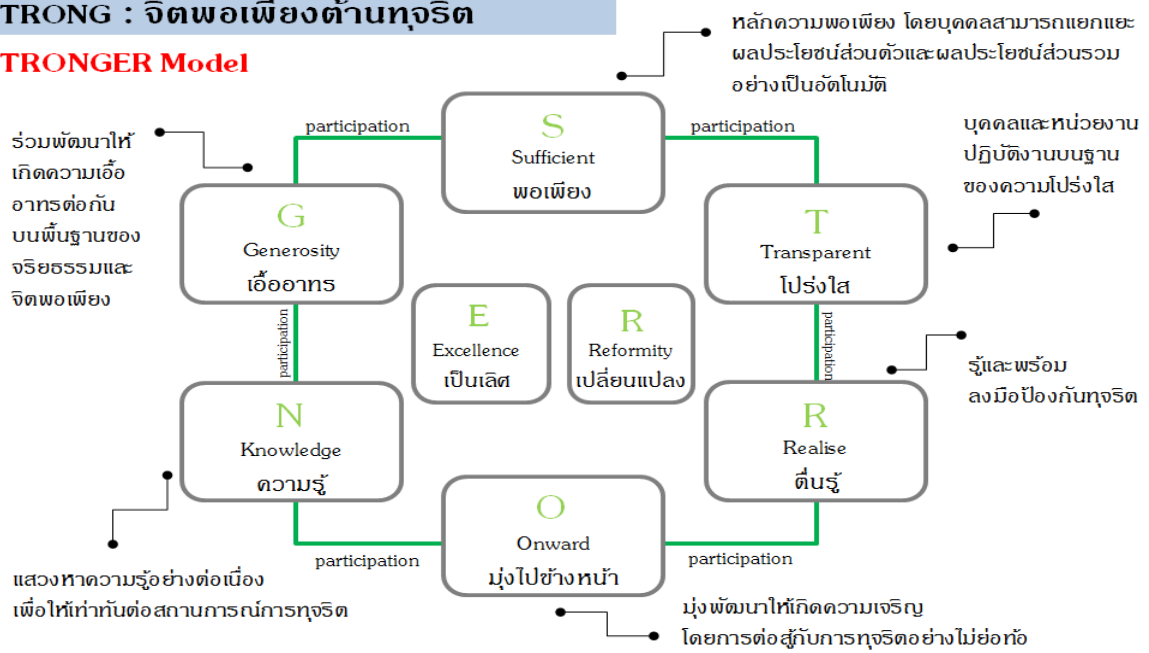 TRONG : จิตพอเพียงต้านทุจริต
TRONGER Model
หลักความพอเพียง โดยบุคคลสามารถแยกแยะ
ผลประโยชน์ส่วนตัวและผลประโยชน์ส่วนรวม
อย่างเป็นอัตโนมัติ
participation
S
Sufficient
พอเพียง
participation
บุคคลและหน่วยงาน
ปฏิบัติงานบนฐาน
ของความโปร่งใส
ร่วมพัฒนาให้
เกิดความเอื้อ
อาทรต่อกัน
บนพื้นฐานของ
จริยธรรมและ
จิตพอเพียง
G
Generosity
เอื้ออาทร
T
Transparent
โปร่งใส
E
Excellence
เป็นเลิศ
R
Reformity
เปลี่ยนแปลง
participation
participation
รู้และพร้อม
ลงมือป้องกันทุจริต
N
Knowledge
ความรู้
R
Realise
ตื่นรู้
participation
O
Onward
มุ่งไปข้างหน้า
participation
แสวงหาความรู้อย่างต่อเนื่อง
เพื่อให้เท่าทันต่อสถานการณ์การทุจริต
มุ่งพัฒนาให้เกิดความเจริญ
โดยการต่อสู้กับการทุจริตอย่างไม่ย่อท้อ